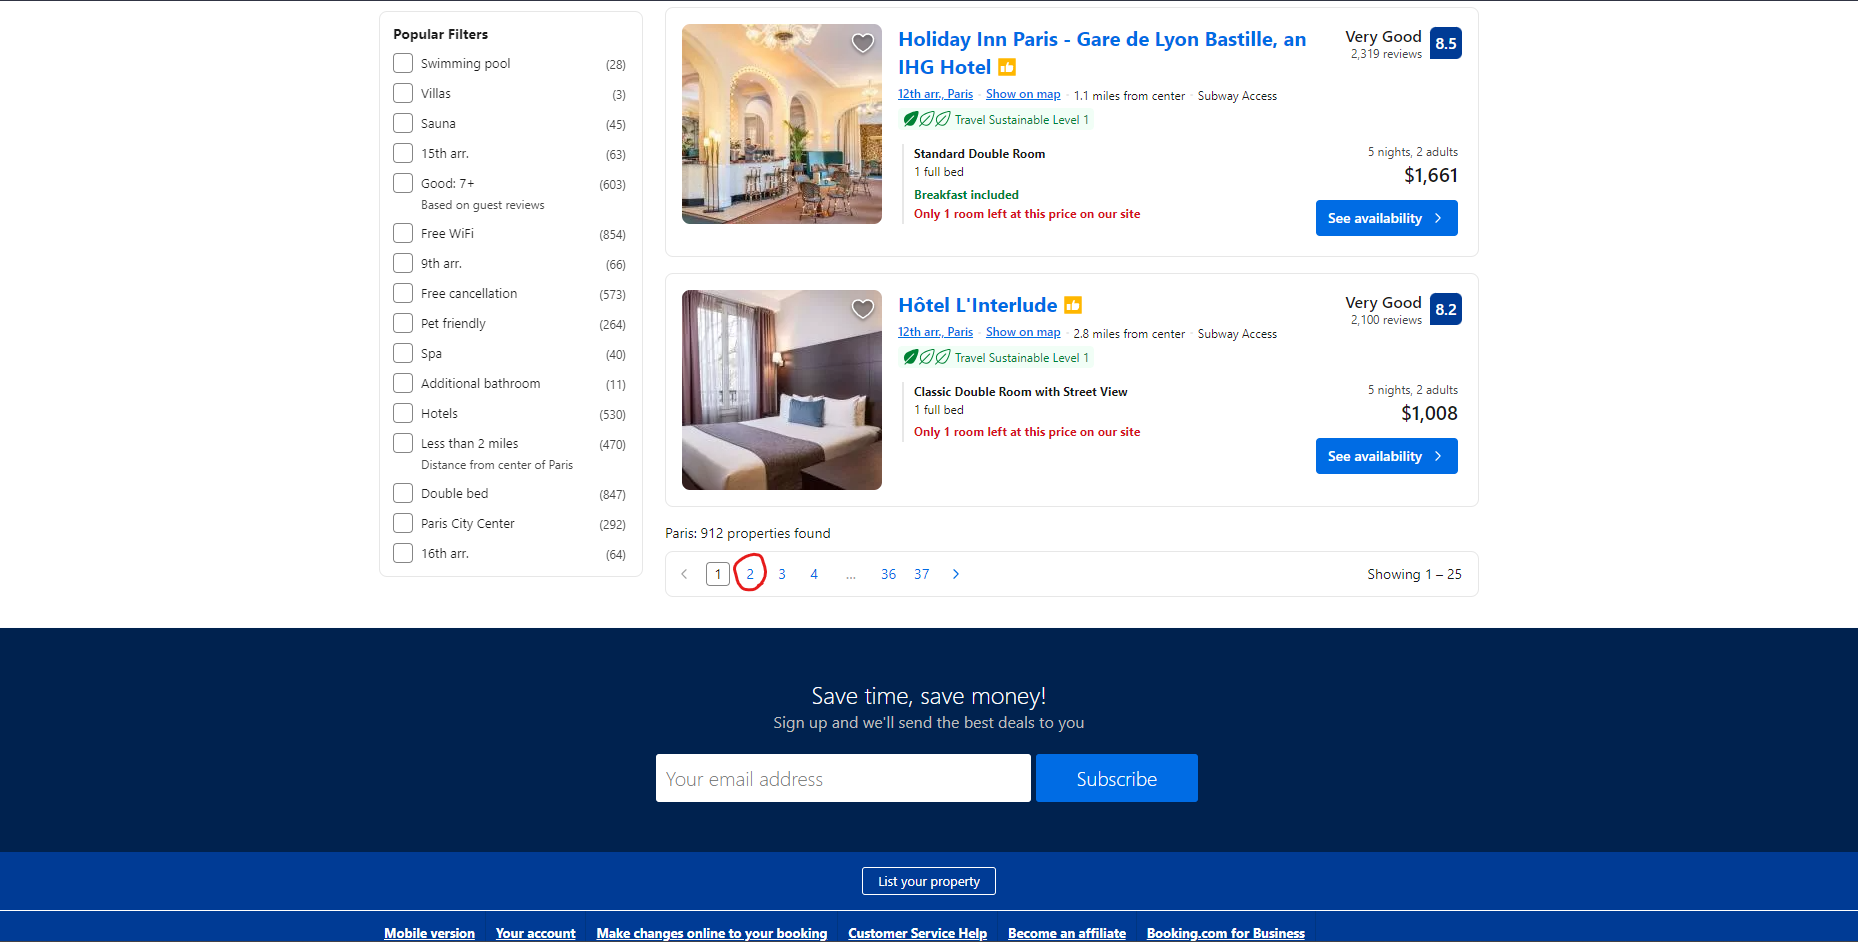 Popular Filters
Swimming pool (28)
Villas (3)
Sauna (45)
15th arr. (63)
Good: 7+ (603)
Based on guest reviews
Free WiFi (854)
9th arr. (66)
Free cancellation (573)
Pet friendly (264)
Spa (40)
Additional bathroom (11)
Hotels (530)
Less than 2 miles (470)
Distance from center of Paris
Double bed (847)
Paris City Center (292)
16th arr. (64)
Holiday Inn Paris - Gare de Lyon Bastille, an
IHG Hotel
Very Good 8.5
2,319 reviews
12th arr., Paris · Show on map · 1.1 miles from center · Subway Access
Travel Sustainable Level 1
Standard Double Room
1 full bed
Breakfast included
Only 1 room left at this price on our site
5 nights, 2 adults
$1,661
See availability
Hôtel L'Interlude
Very Good 8.2
2,100 reviews
12th arr., Paris · Show on map · 2.8 miles from center · Subway Access
Travel Sustainable Level 1
Classic Double Room with Street View
1 full bed
Only 1 room left at this price on our site
5 nights, 2 adults
$1,008
See availability
Paris: 912 properties found
1 2 3 4 ... 36 37
Showing 1 – 25
Save time, save money!
Sign up and we'll send the best deals to you
Your email address
Subscribe
List your property
Mobile version Your account Make changes online to your booking Customer Service Help Become an affiliate Booking.com for Business